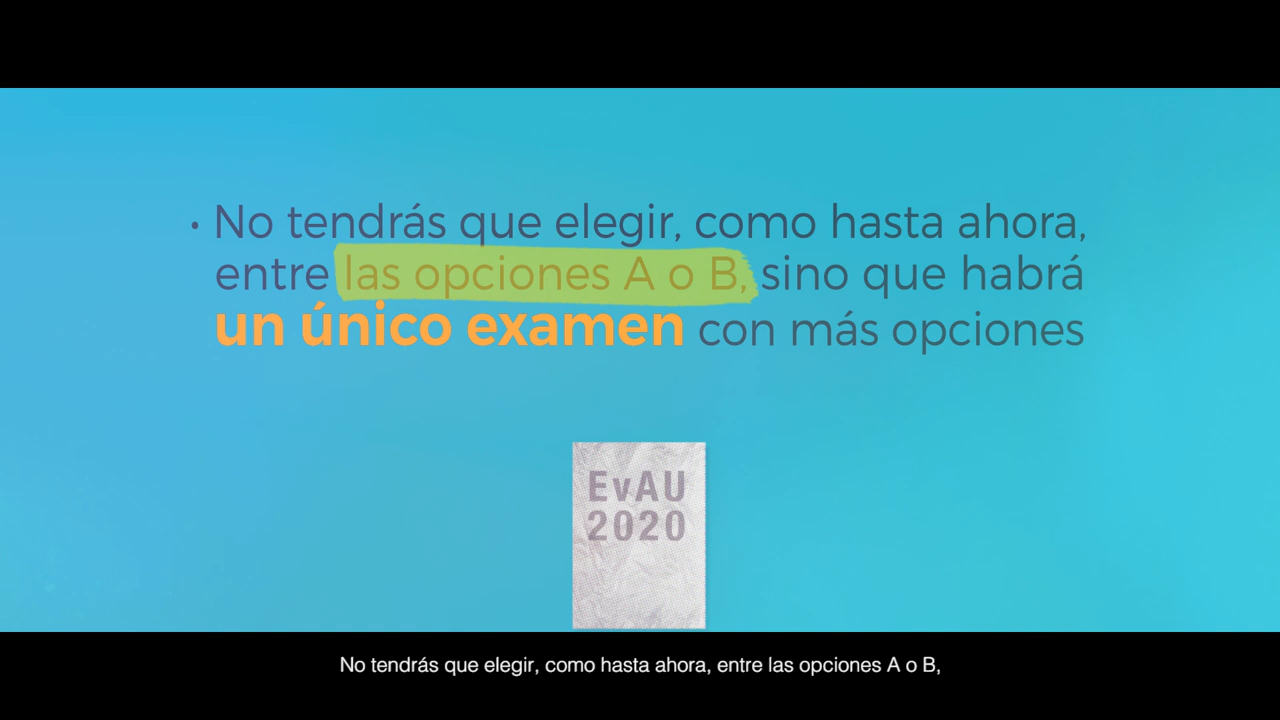 • No tendrás que elegir, como hasta ahora,
entre las opciones A o B, sino que habrá
un único examen con más opciones
EvAU
2020
No tendrás que elegir, como hasta ahora, entre las opciones A o B,